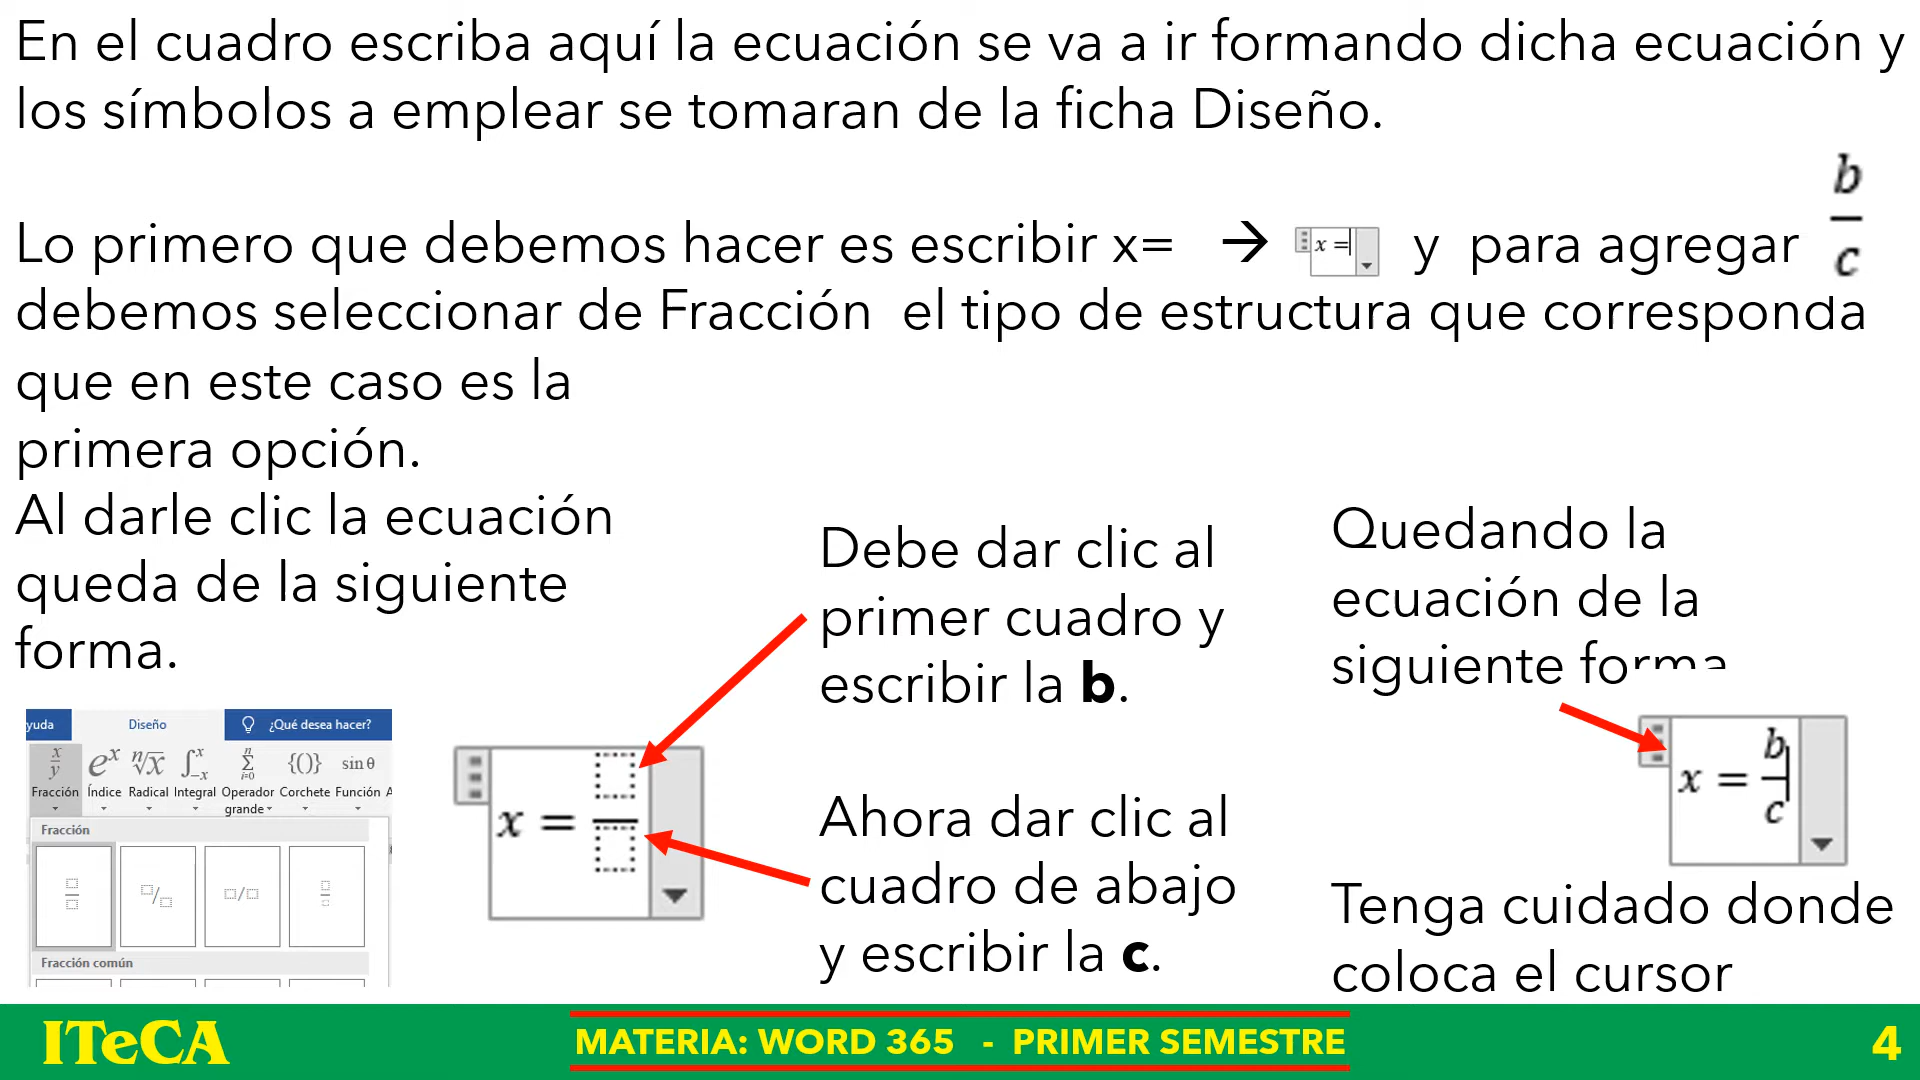 En el cuadro escriba aquí la ecuación se va a ir formando dicha ecuación y
los símbolos a emplear se tomaran de la ficha Diseño.
Lo primero que debemos hacer es escribir x= → x = y para agregar b/c
debemos seleccionar de Fracción el tipo de estructura que corresponda
que en este caso es la
primera opción.
Al darle clic la ecuación
queda de la siguiente
forma.
yuda Diseño ¿Qué desea hacer?
x/y eˣ ⁿ√x ∫ˣ₋ₓ Σ n i=0 {()} sin θ
Fracción Índice Radical Integral Operador grande Corchete Función A
Fracción
Fracción común
x =
Debe dar clic al
primer cuadro y
escribir la b.
Ahora dar clic al
cuadro de abajo
y escribir la c.
Quedando la
ecuación de la
siguiente forma
x = b/c
Tenga cuidado donde
coloca el cursor
ITeCA
MATERIA: WORD 365 - PRIMER SEMESTRE
4